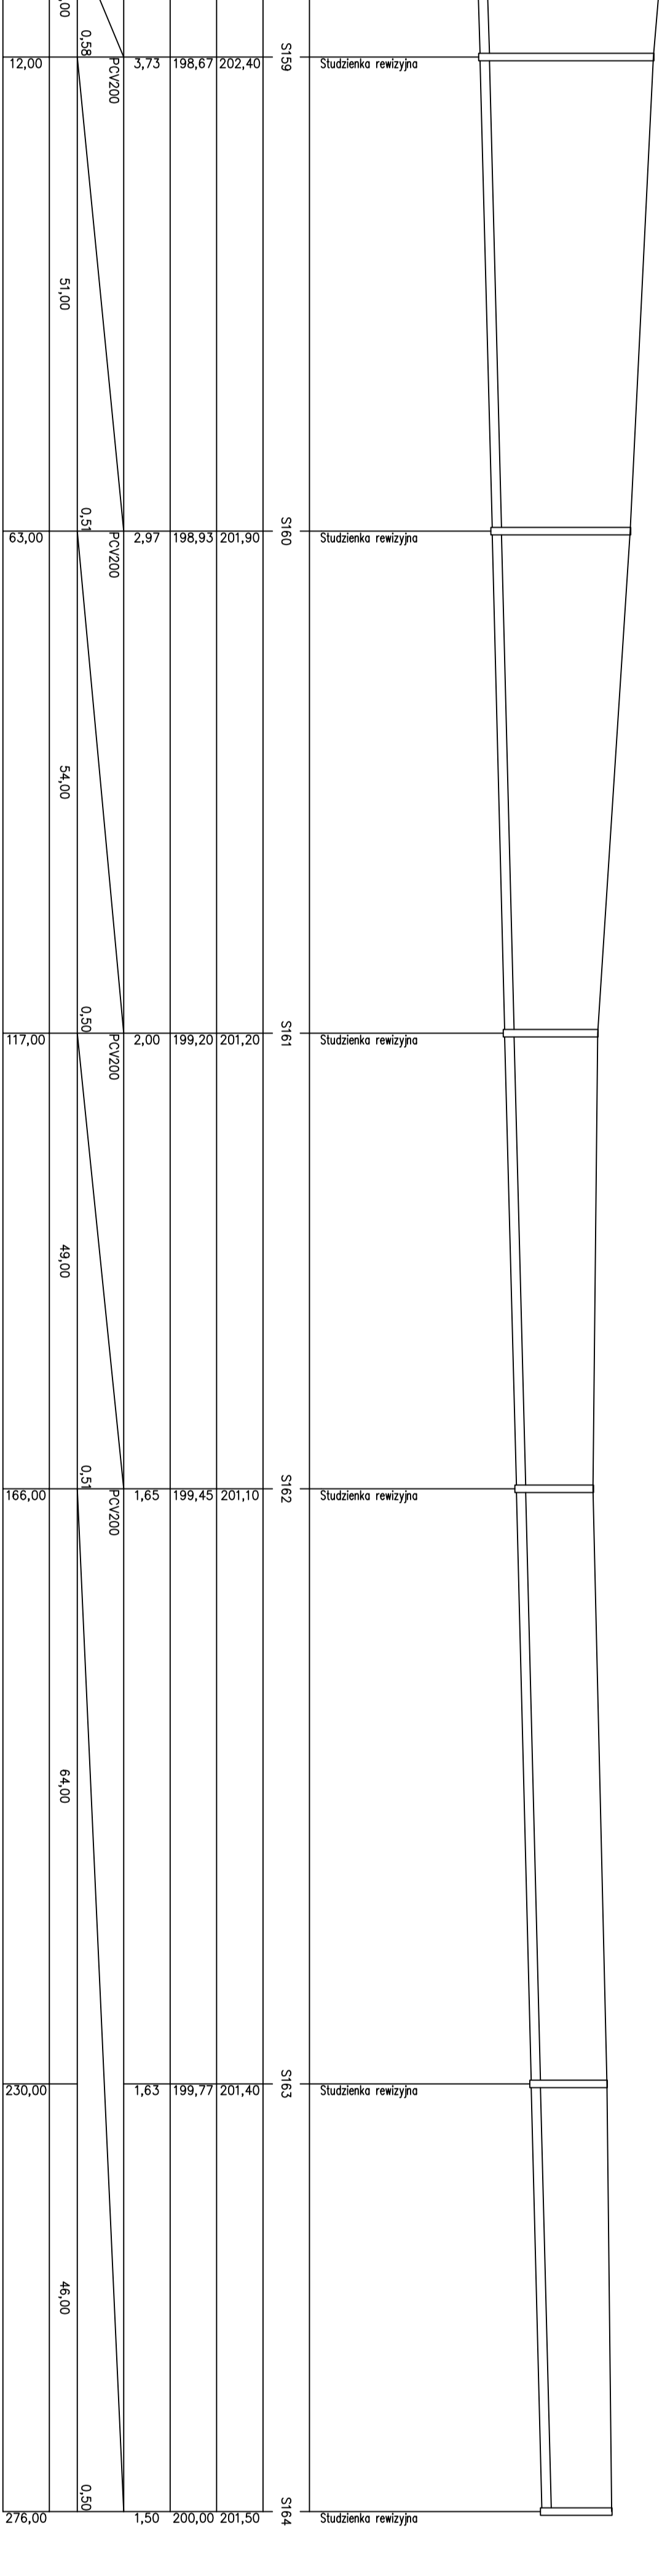 ,00
0,58
12,00
PCV200
3,73
198,67
202,40
S159
Studzienka rewizyjna
51,00
0,51
63,00
PCV200
2,97
198,93
201,90
S160
Studzienka rewizyjna
54,00
0,50
117,00
PCV200
2,00
199,20
201,20
S161
Studzienka rewizyjna
49,00
0,51
166,00
PCV200
1,65
199,45
201,10
S162
Studzienka rewizyjna
64,00
230,00
1,63
199,77
201,40
S163
Studzienka rewizyjna
46,00
0,50
276,00
1,50
200,00
201,50
S164
Studzienka rewizyjna